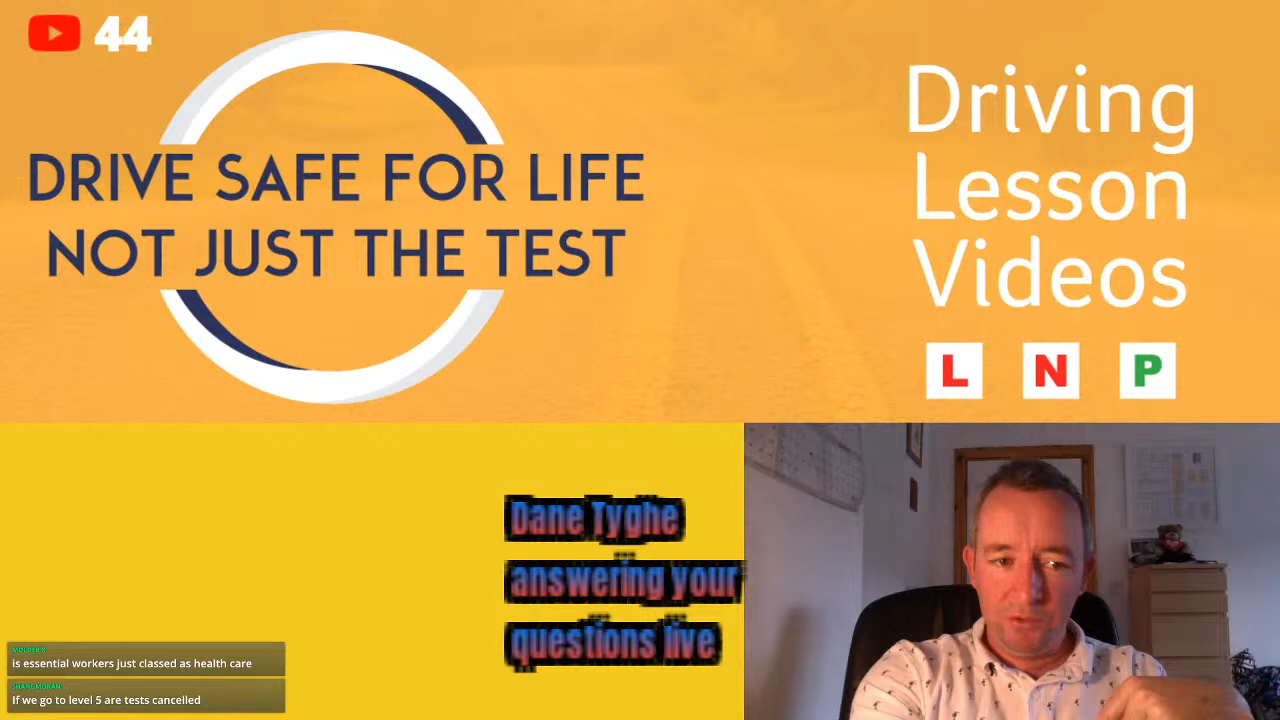 44
DRIVE SAFE FOR LIFE
NOT JUST THE TEST
Driving
Lesson
Videos
L N P
Dane Tyghe
answering your
questions live
is essential workers just classed as health care
If we go to level 5 are tests cancelled